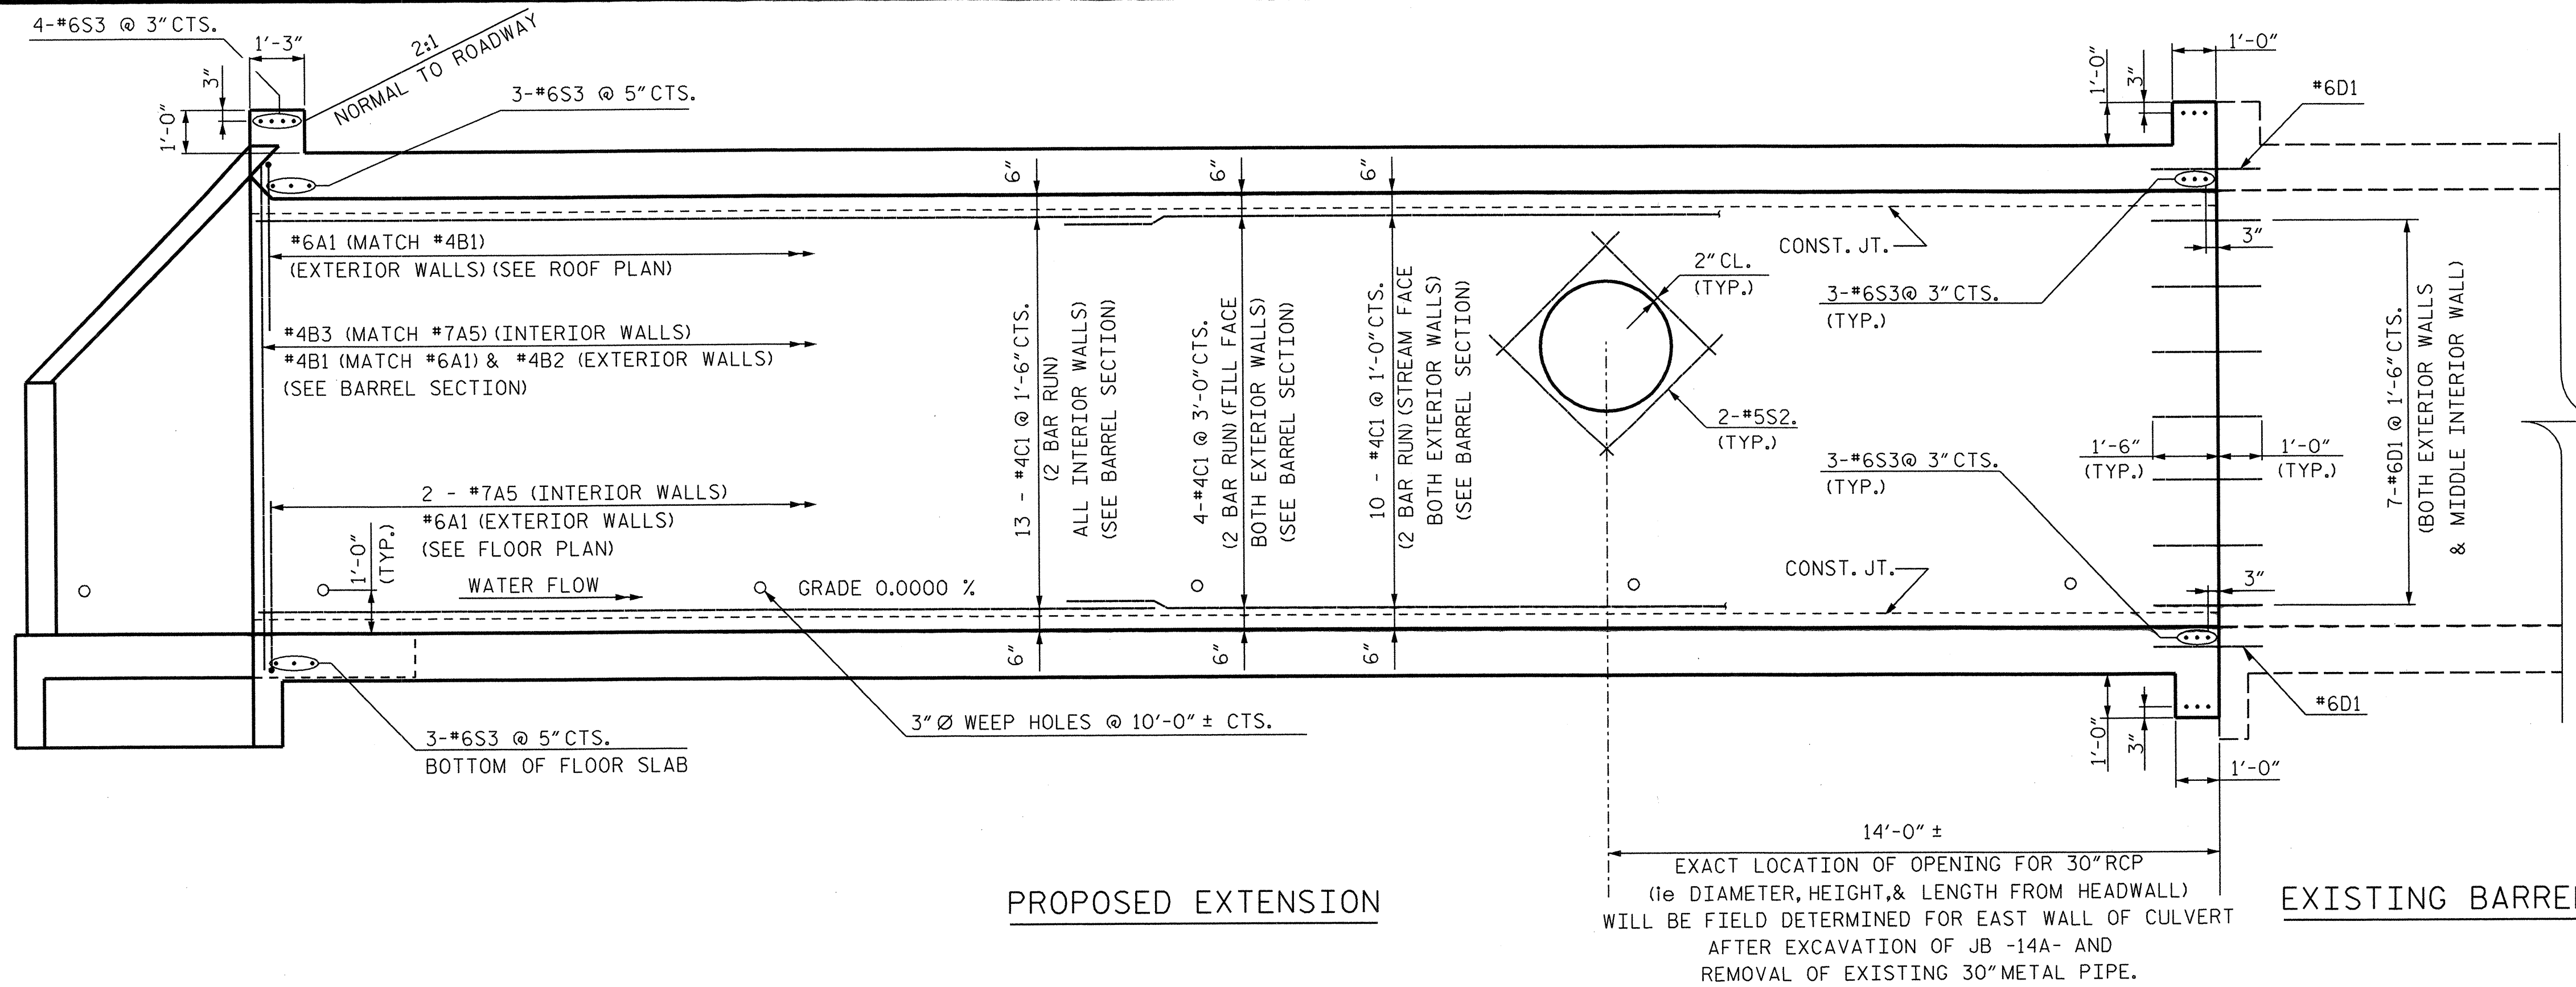 4-#6S3 @ 3" CTS.
1'-3"
2:1
NORMAL TO ROADWAY
3"
1'-0"
3-#6S3 @ 5" CTS.
1'-0"
1'-0"
3"
#6D1
6"
6"
6"
#6A1 (MATCH #4B1)
(EXTERIOR WALLS) (SEE ROOF PLAN)
#4B3 (MATCH #7A5) (INTERIOR WALLS)
#4B1 (MATCH #6A1) & #4B2 (EXTERIOR WALLS)
(SEE BARREL SECTION)
13 - #4C1 @ 1'-6" CTS.
(2 BAR RUN)
ALL INTERIOR WALLS)
(SEE BARREL SECTION)
4-#4C1 @ 3'-0" CTS.
(2 BAR RUN) (FILL FACE
BOTH EXTERIOR WALLS)
(SEE BARREL SECTION)
10 - #4C1 @ 1'-0" CTS.
(2 BAR RUN) (STREAM FACE
BOTH EXTERIOR WALLS)
(SEE BARREL SECTION)
CONST. JT.
2" CL.
(TYP.)
3-#6S3@ 3" CTS.
(TYP.)
3"
2-#5S2.
(TYP.)
3-#6S3@ 3" CTS.
(TYP.)
1'-6"
(TYP.)
1'-0"
(TYP.)
7-#6D1 @ 1'-6" CTS.
(BOTH EXTERIOR WALLS
& MIDDLE INTERIOR WALL)
2 - #7A5 (INTERIOR WALLS)
#6A1 (EXTERIOR WALLS)
(SEE FLOOR PLAN)
1'-0"
(TYP.)
WATER FLOW
GRADE 0.0000 %
CONST. JT.
3"
6"
6"
6"
3" Ø WEEP HOLES @ 10'-0" ± CTS.
3-#6S3 @ 5" CTS.
BOTTOM OF FLOOR SLAB
1'-0"
3"
#6D1
1'-0"
14'-0" ±
EXACT LOCATION OF OPENING FOR 30" RCP
(ie DIAMETER, HEIGHT,& LENGTH FROM HEADWALL)
WILL BE FIELD DETERMINED FOR EAST WALL OF CULVERT
AFTER EXCAVATION OF JB -14A- AND
REMOVAL OF EXISTING 30" METAL PIPE.
PROPOSED EXTENSION
EXISTING BARREL